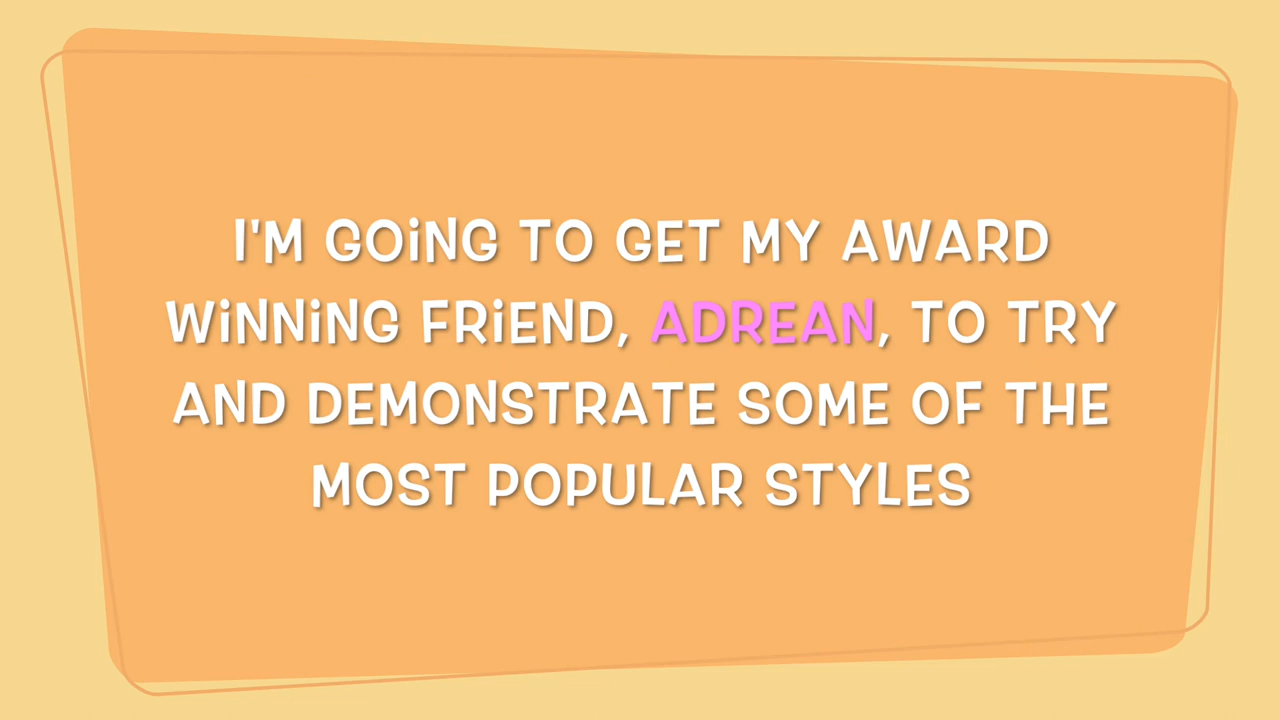 I'M GOING TO GET MY AWARD
WINNING FRIEND, ADREAN, TO TRY
AND DEMONSTRATE SOME OF THE
MOST POPULAR STYLES